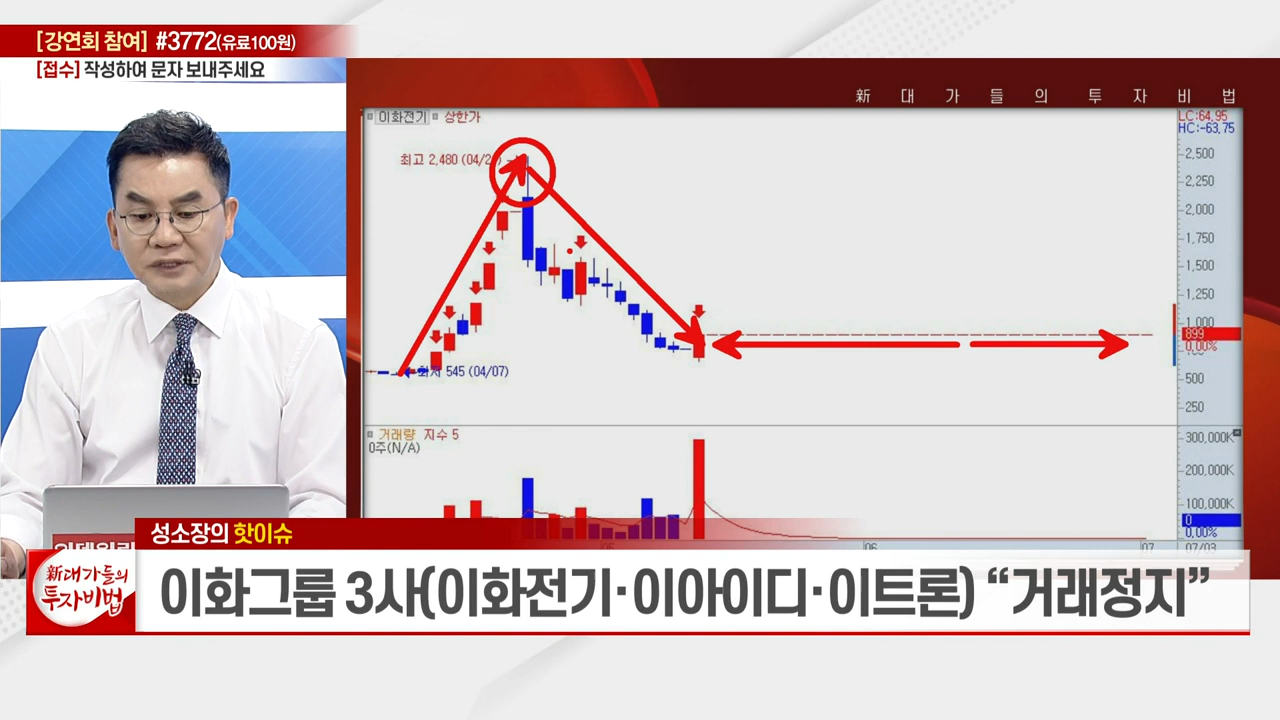 [강연회 참여] #3772(유료100원)
[접수] 작성하여 문자 보내주세요
新 대 가 들 의 투 자 비 법
이화전기 상한가
LC:64,95
HC:-63,75
최고 2,480 (04/2
2,500
2,250
2,000
1,750
1,500
1,250
1,000
899
0,00%
500
250
545 (04/07)
거래량 지수 5
0주(N/A)
300,000K
200,000K
100,000K
0
0,00%
05
06
07
07/03
성소장의 핫이슈
新대가들의
투자비법
이화그룹 3사(이화전기·이아이디·이트론) “거래정지”